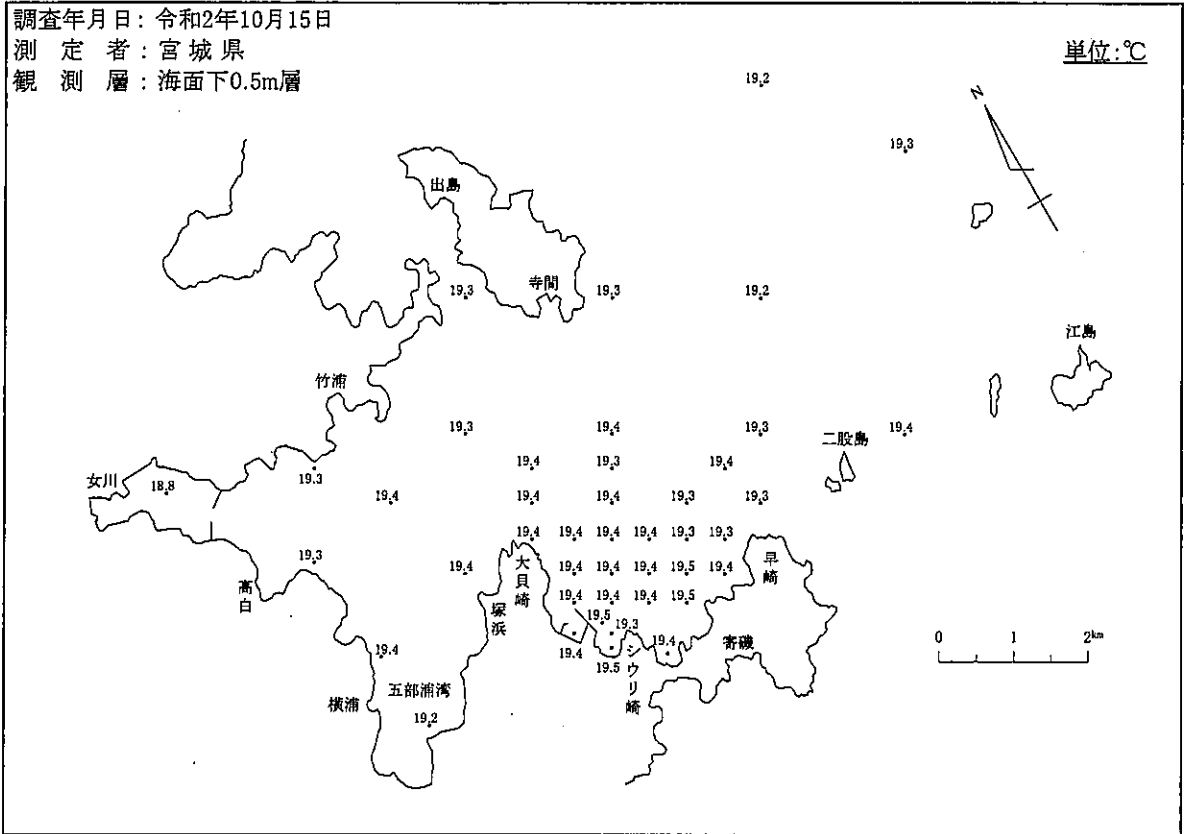 調査年月日：令和2年10月15日
測定者：宮城県
観測層：海面下0.5m層
単位：℃
19.2
N
19.3
出島
寺間
19.3
19.3
19.2
江島
竹浦
19.3
19.4
19.3
19.4
二股島
19.4
19.3
19.4
女川
18.8
19.3
19.4
19.4
19.4
19.3
19.3
19.4
19.4
19.4
19.4
19.3
19.3
19.3
高白
19.4
大貝崎
19.4
19.4
19.4
19.5
19.4
早崎
塚浜
19.4
19.4
19.4
19.5
19.5
19.3
19.4
19.5
シウリ崎
19.4
寄磯
0 1 2km
19.4
五部浦湾
横浦
19.2